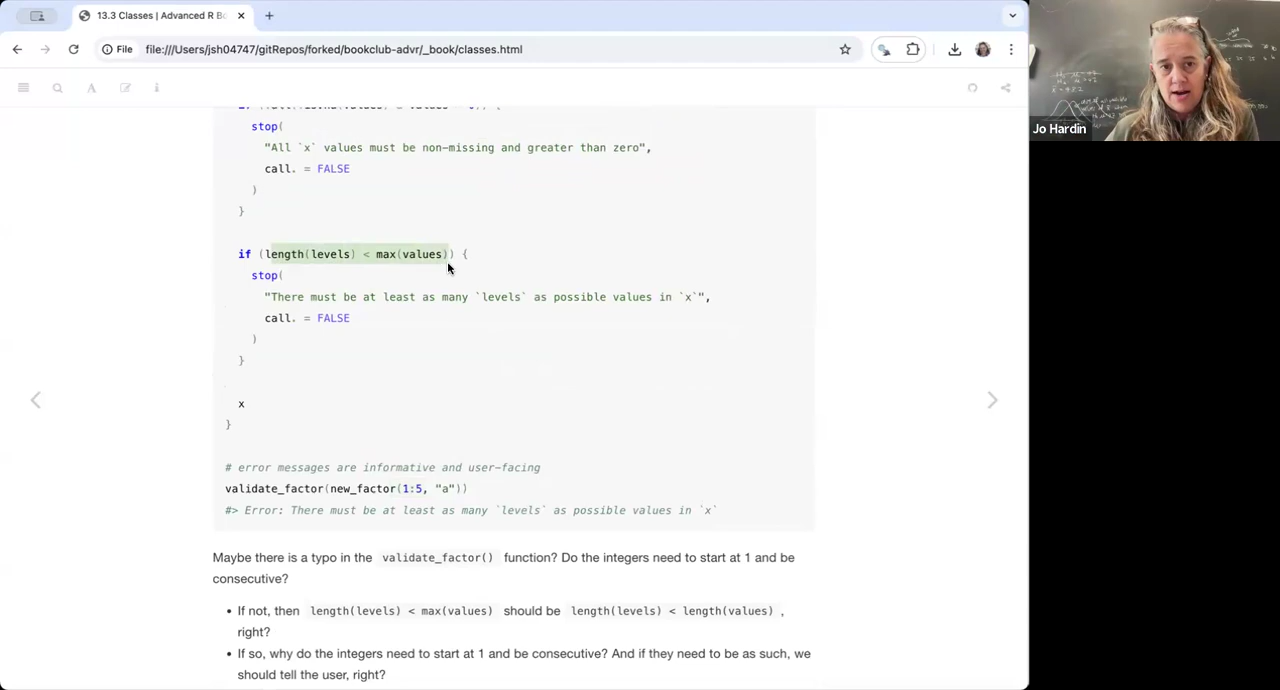 13.3 Classes | Advanced R Bo
File
file:///Users/jsh04747/gitRepos/forked/bookclub-advr/_book/classes.html
stop(
"All `x` values must be non-missing and greater than zero",
call. = FALSE
)
}
if (length(levels) < max(values)) {
stop(
"There must be at least as many `levels` as possible values in `x`",
call. = FALSE
)
}
x
}
# error messages are informative and user-facing
validate_factor(new_factor(1:5, "a"))
#> Error: There must be at least as many `levels` as possible values in `x`
Maybe there is a typo in the validate_factor() function? Do the integers need to start at 1 and be
consecutive?
• If not, then length(levels) < max(values) should be length(levels) < length(values) ,
right?
• If so, why do the integers need to start at 1 and be consecutive? And if they need to be as such, we
should tell the user, right?
Jo Hardin